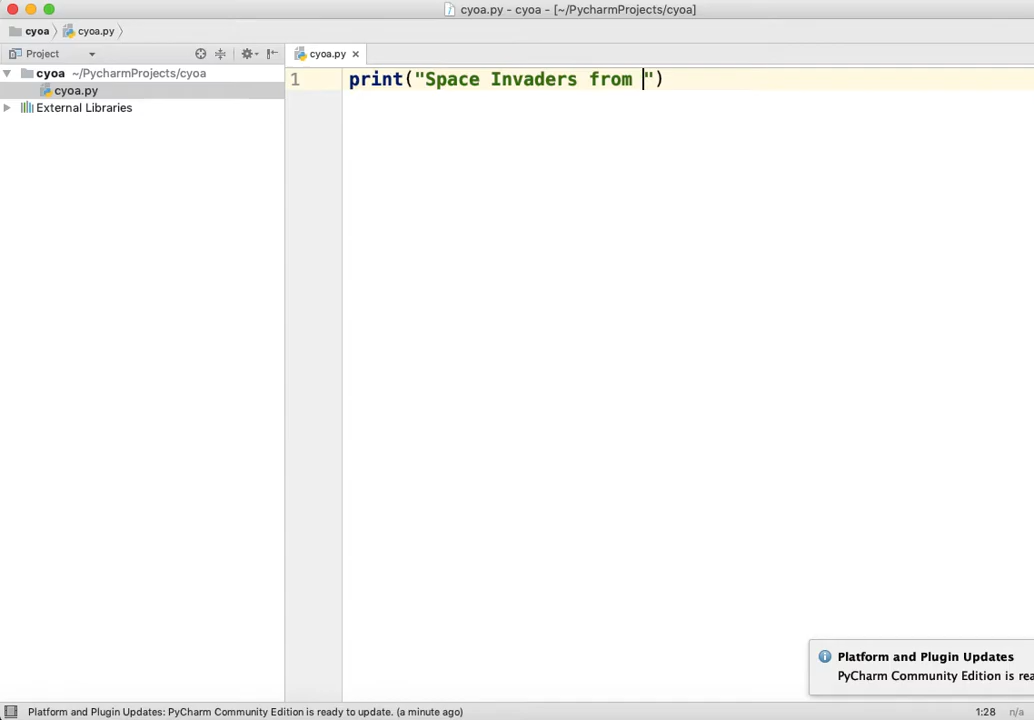 cyoa.py - cyoa - [~/PycharmProjects/cyoa]
cyoa cyoa.py
Project cyoa.py
cyoa ~/PycharmProjects/cyoa
cyoa.py
External Libraries
1 print("Space Invaders from ")
Platform and Plugin Updates
PyCharm Community Edition is rea
Platform and Plugin Updates: PyCharm Community Edition is ready to update. (a minute ago) 1:28 n/a